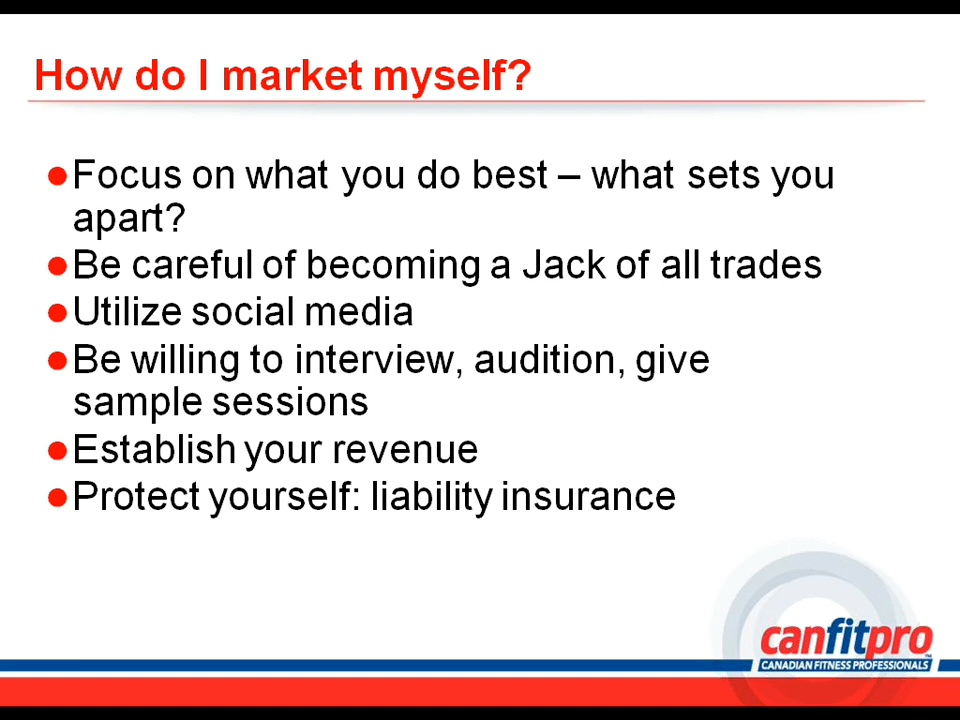 How do I market myself?
●Focus on what you do best – what sets you
apart?
●Be careful of becoming a Jack of all trades
●Utilize social media
●Be willing to interview, audition, give
sample sessions
●Establish your revenue
●Protect yourself: liability insurance
canfitpro™
CANADIAN FITNESS PROFESSIONALS